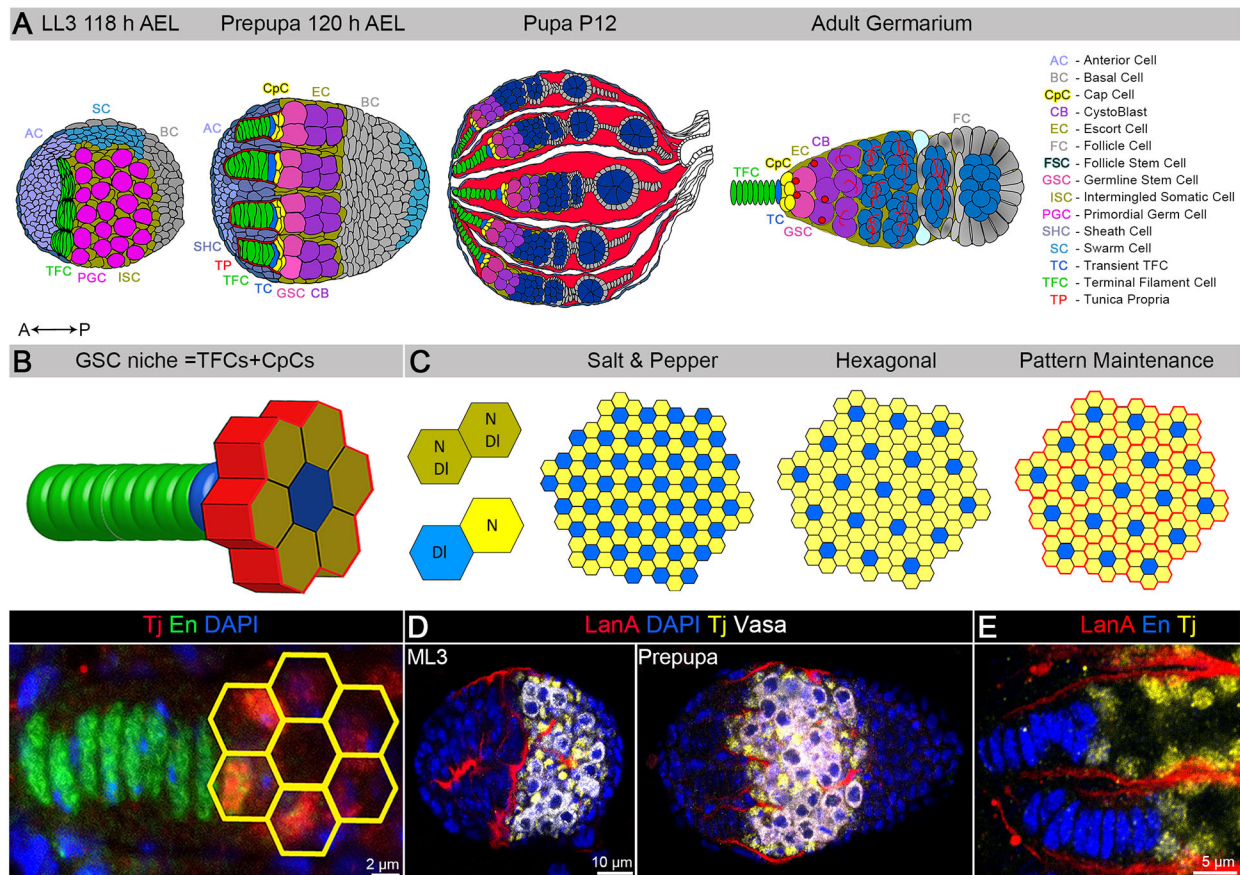 A LL3 118 h AEL Prepupa 120 h AEL Pupa P12 Adult Germarium
AC - Anterior Cell
BC - Basal Cell
CpC - Cap Cell
CB - CystoBlast
EC - Escort Cell
FC - Follicle Cell
FSC - Follicle Stem Cell
GSC - Germline Stem Cell
ISC - Intermingled Somatic Cell
PGC - Primordial Germ Cell
SHC - Sheath Cell
SC - Swarm Cell
TC - Transient TFC
TFC - Terminal Filament Cell
TP - Tunica Propria
SC
AC
BC
TFC
PGC
ISC
CpC
EC
BC
AC
SHC
TP
TFC
TC
GSC
CB
FC
CB
EC
CpC
TFC
TC
GSC
A P
B GSC niche =TFCs+CpCs
C Salt & Pepper Hexagonal Pattern Maintenance
N
Dl
N
Dl
Dl
N
Tj En DAPI
2 µm
D LanA DAPI Tj Vasa
ML3
10 µm
Prepupa
E LanA En Tj
5 µm